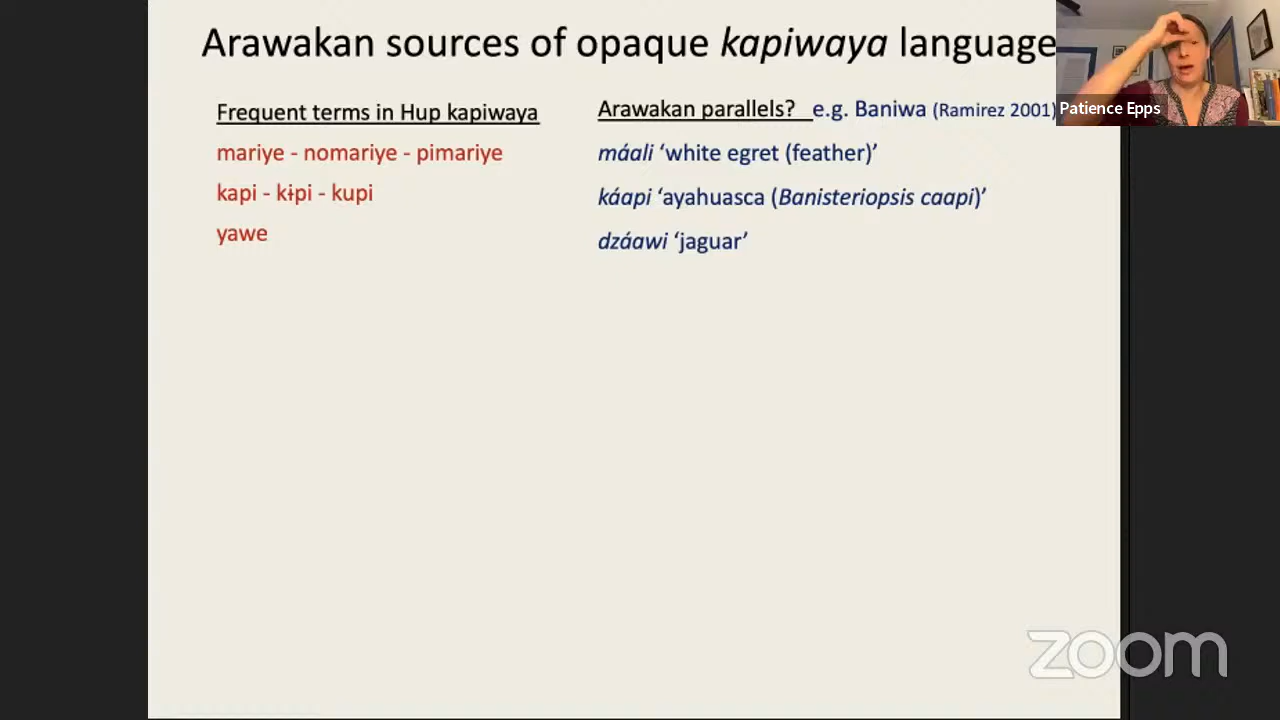 Arawakan sources of opaque kapiwaya language
Patience Epps
Frequent terms in Hup kapiwaya
mariye - nomariye - pimariye
kapi - kɨpi - kupi
yawe
Arawakan parallels? e.g. Baniwa (Ramirez 2001)
máali ‘white egret (feather)’
káapi ‘ayahuasca (Banisteriopsis caapi)’
dzáawi ‘jaguar’
zoom